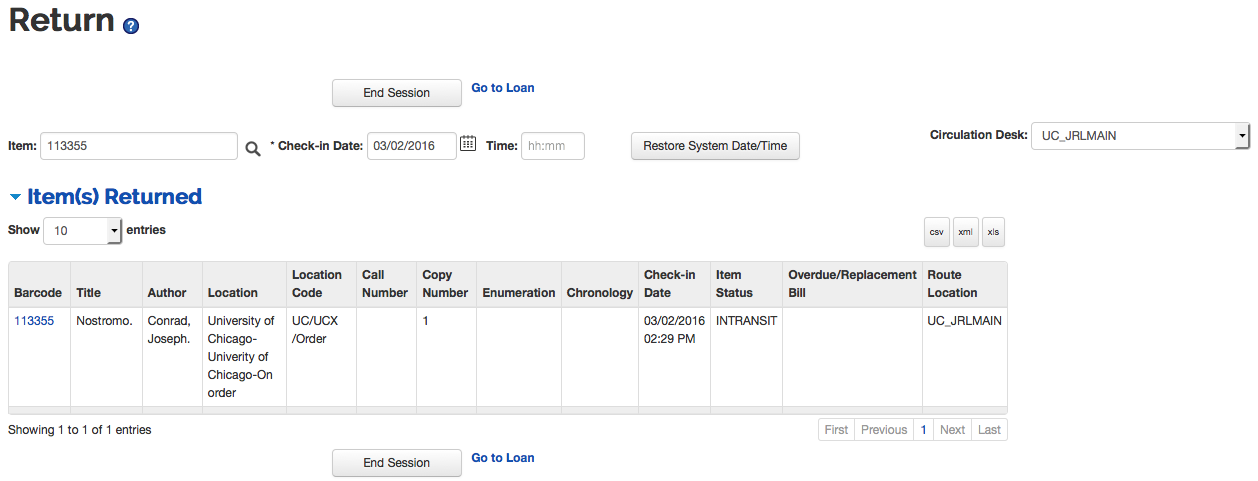 Return ?
End Session Go to Loan
Item: 113355 * Check-in Date: 03/02/2016 Time: hh:mm Restore System Date/Time Circulation Desk: UC_JRLMAIN
Item(s) Returned
Show 10 entries csv xml xls
Barcode Title Author Location Location Code Call Number Copy Number Enumeration Chronology Check-in Date Item Status Overdue/Replacement Bill Route Location
113355 Nostromo. Conrad, Joseph. University of Chicago-Univerity of Chicago-On order UC/UCX/Order 1 03/02/2016 02:29 PM INTRANSIT UC_JRLMAIN
Showing 1 to 1 of 1 entries First Previous 1 Next Last
End Session Go to Loan